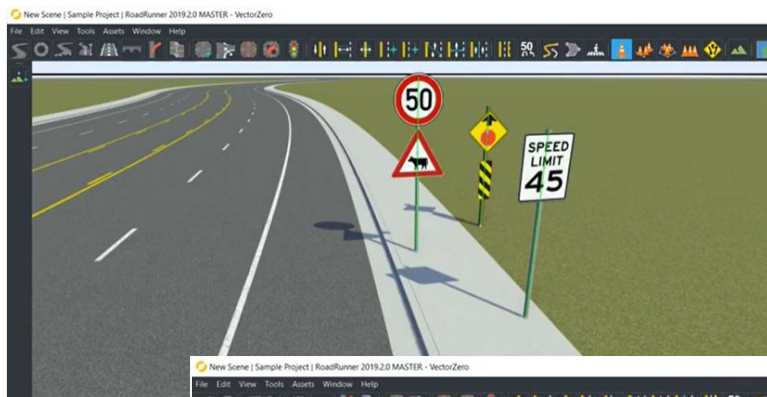 New Scene | Sample Project | RoadRunner 2019.2.0 MASTER - VectorZero
File Edit View Tools Assets Window Help
50
50
SPEED
LIMIT
45
New Scene | Sample Project | RoadRunner 2019.2.0 MASTER - VectorZero
File Edit View Tools Assets Window Help